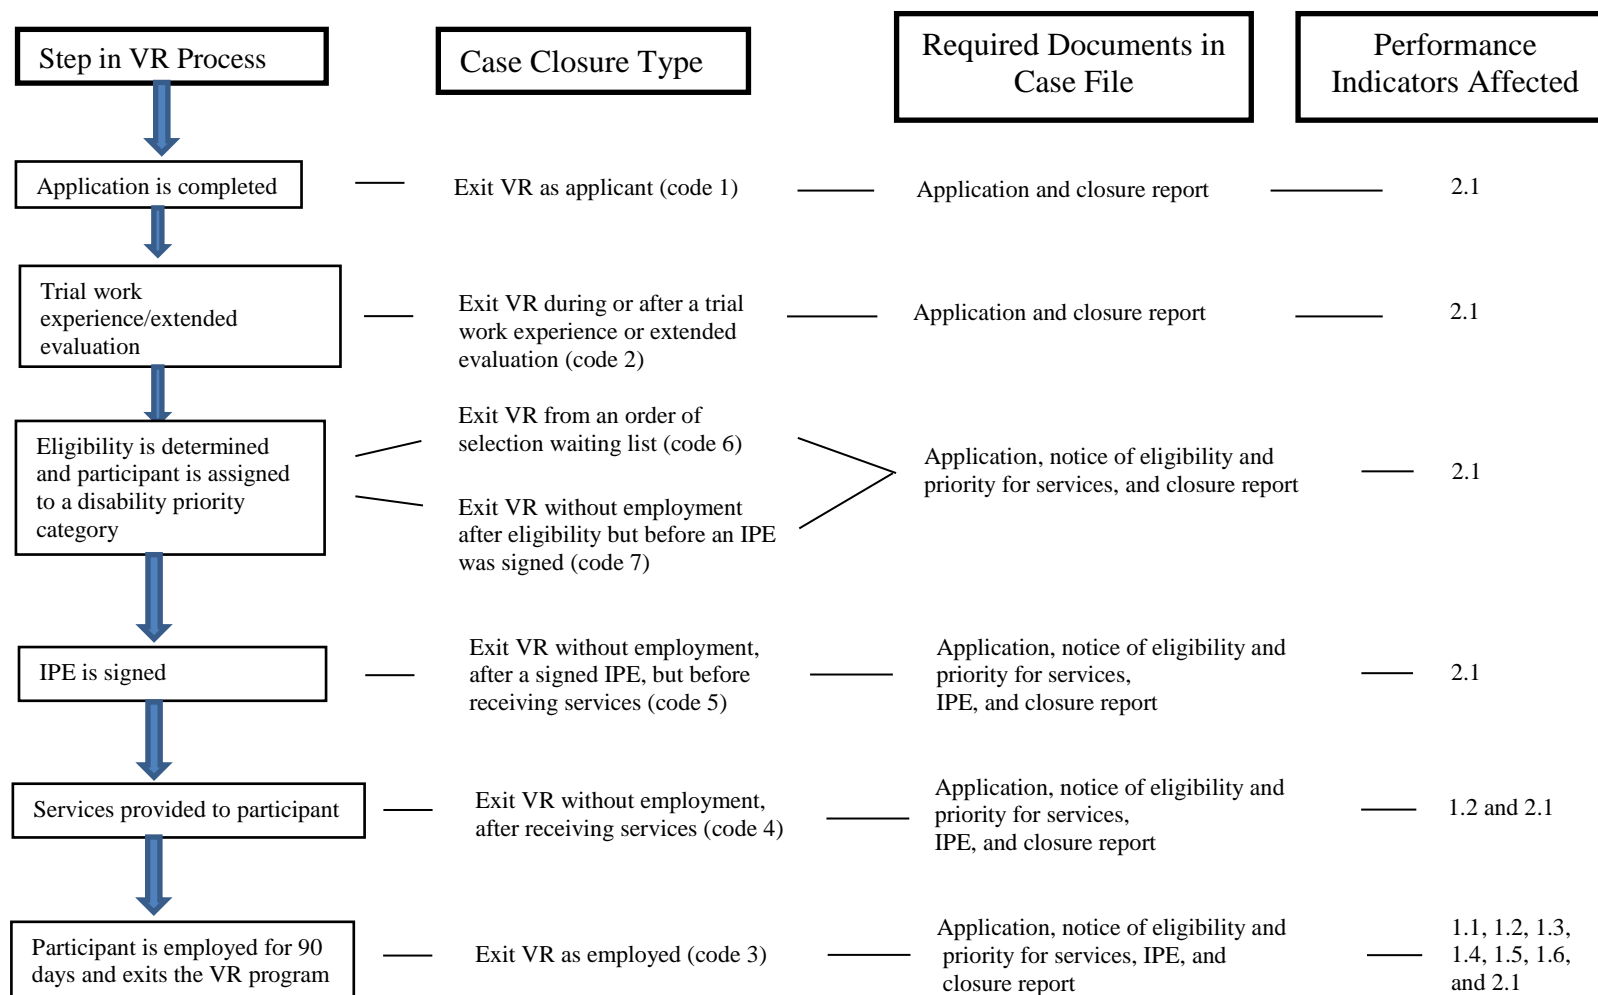 Step in VR Process
Case Closure Type
Required Documents in
Case File
Performance
Indicators Affected
Application is completed
Exit VR as applicant (code 1)
Application and closure report
2.1
Trial work
experience/extended
evaluation
Exit VR during or after a trial
work experience or extended
evaluation (code 2)
Application and closure report
2.1
Eligibility is determined
and participant is assigned
to a disability priority
category
Exit VR from an order of
selection waiting list (code 6)
Exit VR without employment
after eligibility but before an IPE
was signed (code 7)
Application, notice of eligibility and
priority for services, and closure report
2.1
IPE is signed
Exit VR without employment,
after a signed IPE, but before
receiving services (code 5)
Application, notice of eligibility and
priority for services,
IPE, and closure report
2.1
Services provided to participant
Exit VR without employment,
after receiving services (code 4)
Application, notice of eligibility and
priority for services,
IPE, and closure report
1.2 and 2.1
Participant is employed for 90
days and exits the VR program
Exit VR as employed (code 3)
Application, notice of eligibility and
priority for services, IPE, and
closure report
1.1, 1.2, 1.3,
1.4, 1.5, 1.6,
and 2.1